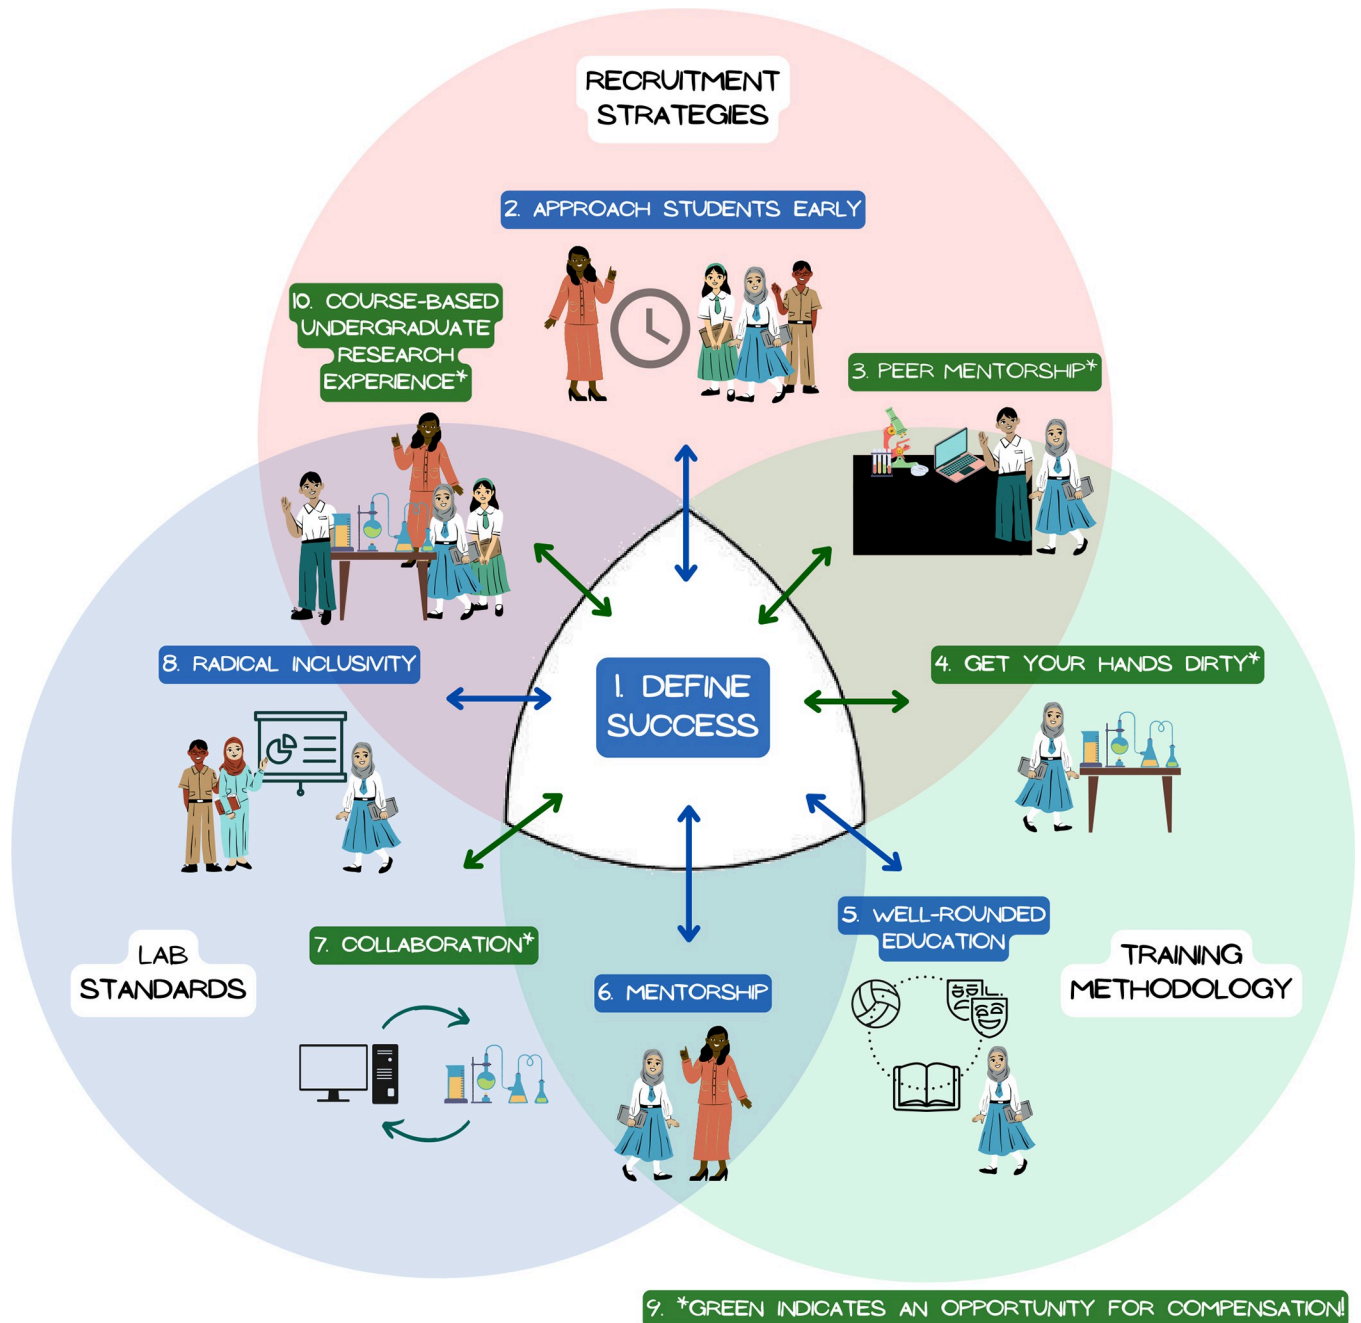 RECRUITMENT
STRATEGIES
2. APPROACH STUDENTS EARLY
10. COURSE-BASED
UNDERGRADUATE
RESEARCH
EXPERIENCE*
3. PEER MENTORSHIP*
8. RADICAL INCLUSIVITY
1. DEFINE
SUCCESS
4. GET YOUR HANDS DIRTY*
LAB
STANDARDS
7. COLLABORATION*
6. MENTORSHIP
5. WELL-ROUNDED
EDUCATION
TRAINING
METHODOLOGY
9. *GREEN INDICATES AN OPPORTUNITY FOR COMPENSATION!